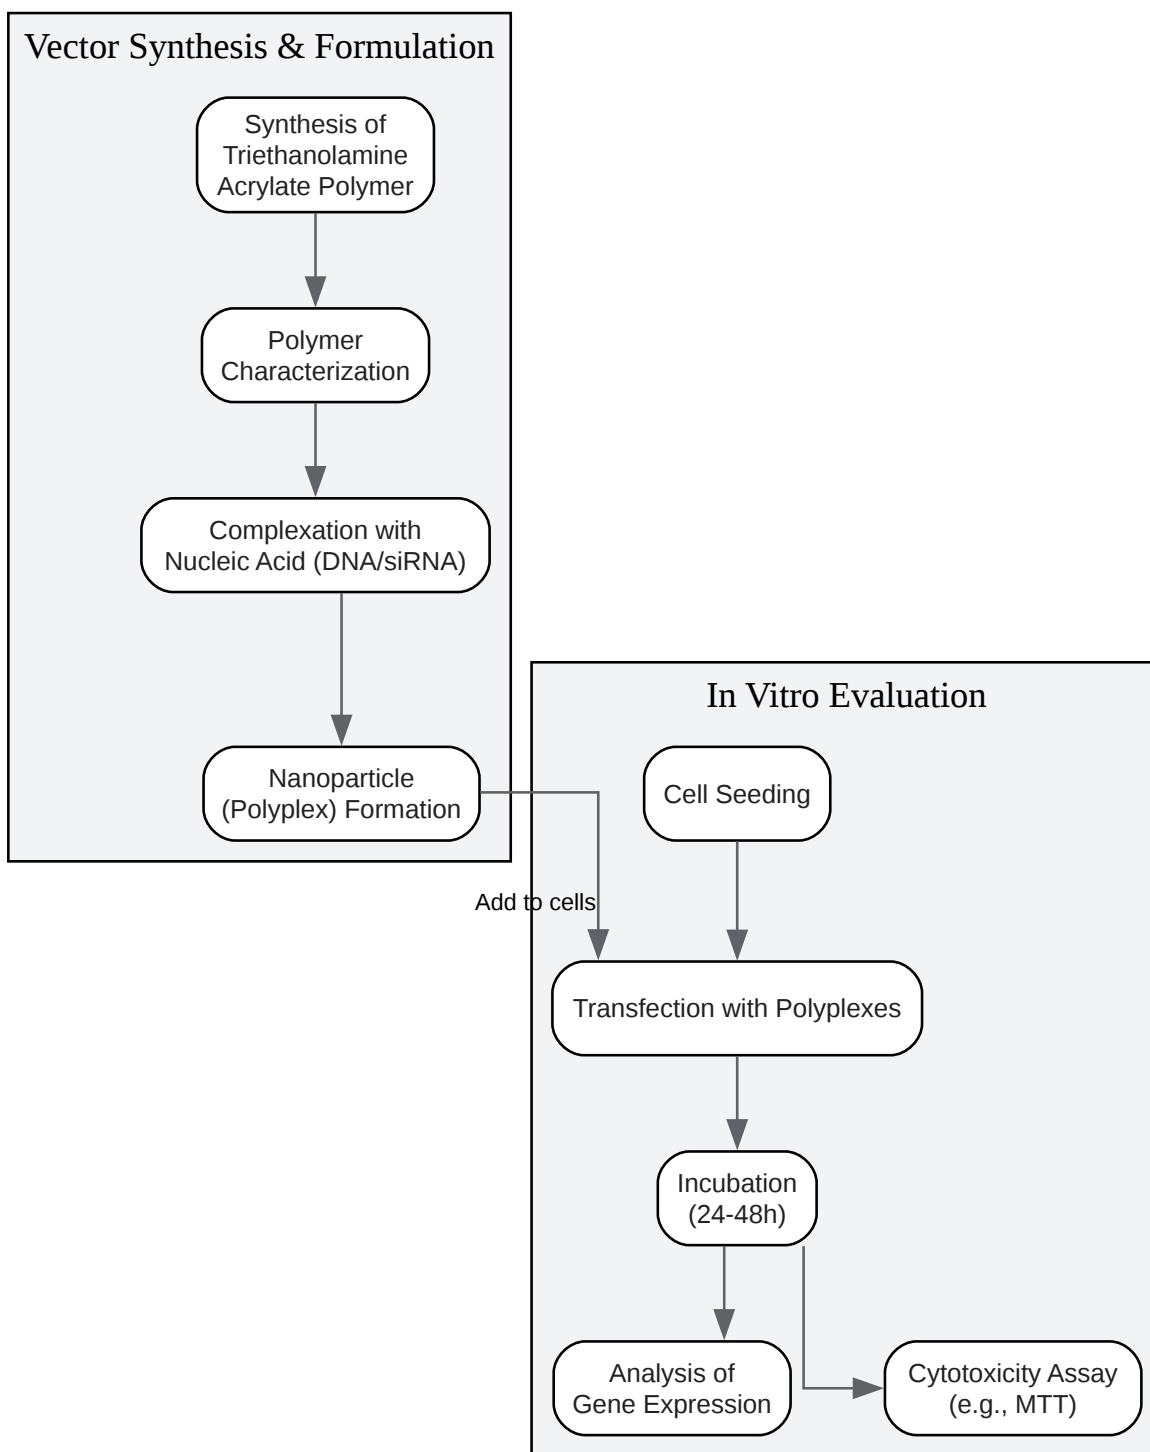 Vector Synthesis & Formulation
Synthesis of
Triethanolamine
Acrylate Polymer
Polymer
Characterization
Complexation with
Nucleic Acid (DNA/siRNA)
Nanoparticle
(Polyplex) Formation
Add to cells
In Vitro Evaluation
Cell Seeding
Transfection with Polyplexes
Incubation
(24-48h)
Analysis of
Gene Expression
Cytotoxicity Assay
(e.g., MTT)